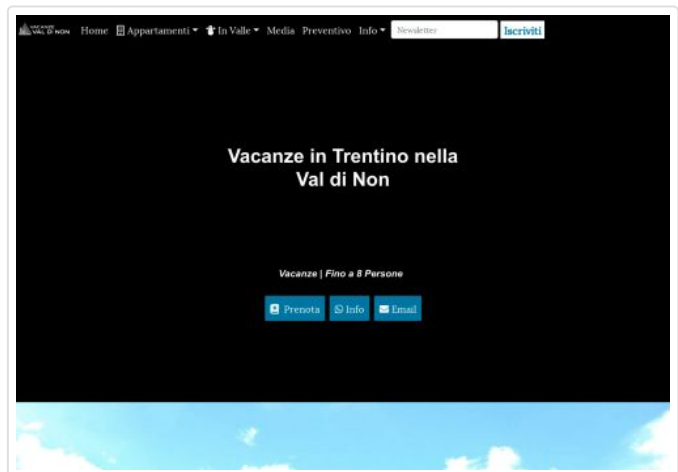 VACANZE
VAL DI NON Home Appartamenti In Valle Media Preventivo Info Newsletter Iscriviti
Vacanze in Trentino nella
Val di Non
Vacanze | Fino a 8 Persone
Prenota Info Email